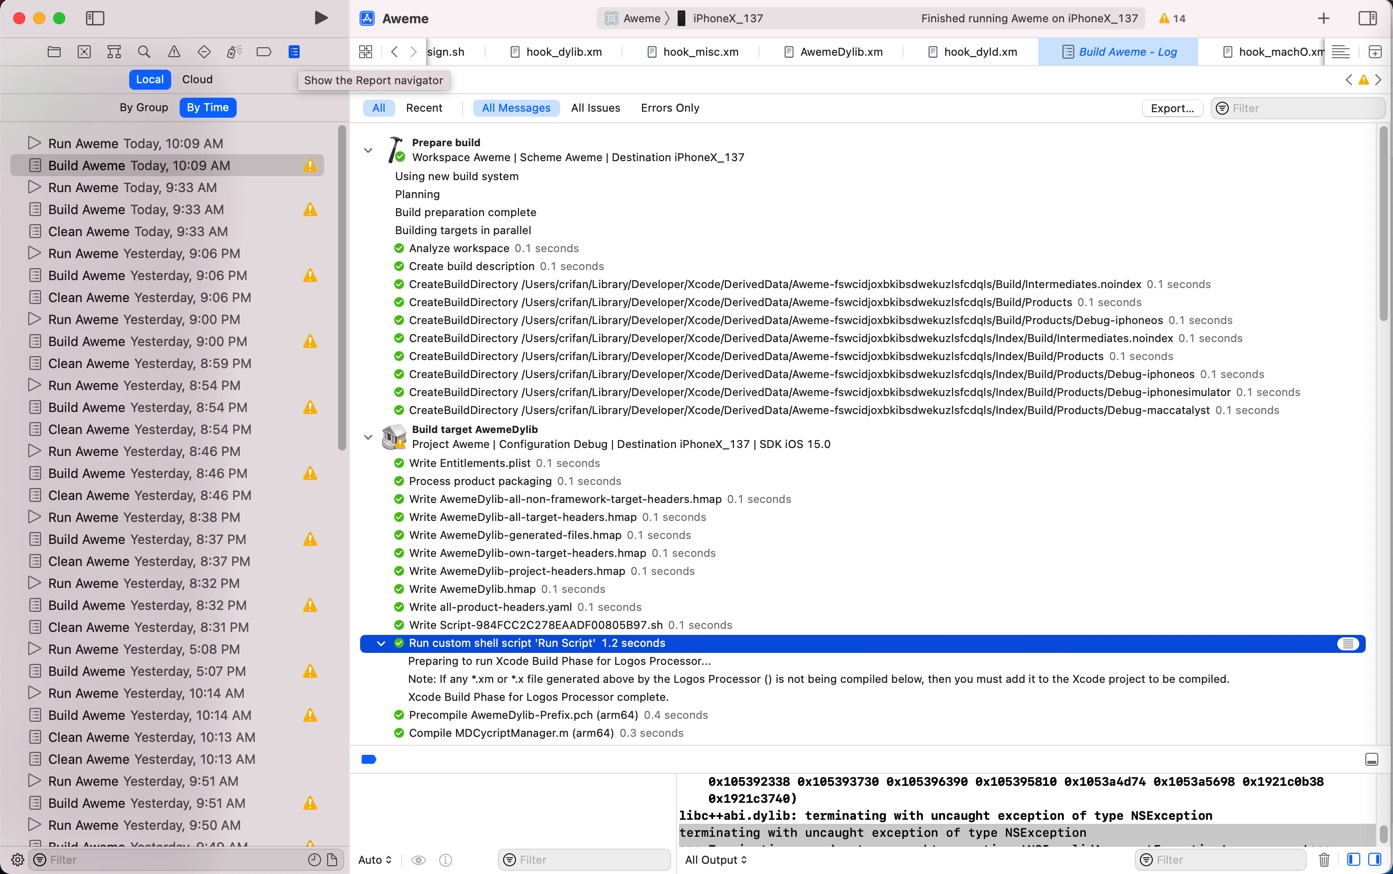 Aweme
Aweme 〉 iPhoneX_137
Finished running Aweme on iPhoneX_137
14
sign.sh
hook_dylib.xm
hook_misc.xm
AwemeDylib.xm
hook_dyld.xm
Build Aweme - Log
hook_machO.xm
Local
Cloud
Show the Report navigator
By Group
By Time
All
Recent
All Messages
All Issues
Errors Only
Export...
Filter
Run Aweme Today, 10:09 AM
Build Aweme Today, 10:09 AM
Run Aweme Today, 9:33 AM
Build Aweme Today, 9:33 AM
Clean Aweme Today, 9:33 AM
Run Aweme Yesterday, 9:06 PM
Build Aweme Yesterday, 9:06 PM
Clean Aweme Yesterday, 9:06 PM
Run Aweme Yesterday, 9:00 PM
Build Aweme Yesterday, 9:00 PM
Clean Aweme Yesterday, 8:59 PM
Run Aweme Yesterday, 8:54 PM
Build Aweme Yesterday, 8:54 PM
Clean Aweme Yesterday, 8:54 PM
Run Aweme Yesterday, 8:46 PM
Build Aweme Yesterday, 8:46 PM
Clean Aweme Yesterday, 8:46 PM
Run Aweme Yesterday, 8:38 PM
Build Aweme Yesterday, 8:37 PM
Clean Aweme Yesterday, 8:37 PM
Run Aweme Yesterday, 8:32 PM
Build Aweme Yesterday, 8:32 PM
Clean Aweme Yesterday, 8:31 PM
Run Aweme Yesterday, 5:08 PM
Build Aweme Yesterday, 5:07 PM
Run Aweme Yesterday, 10:14 AM
Build Aweme Yesterday, 10:14 AM
Clean Aweme Yesterday, 10:13 AM
Clean Aweme Yesterday, 10:13 AM
Run Aweme Yesterday, 9:51 AM
Build Aweme Yesterday, 9:51 AM
Run Aweme Yesterday, 9:50 AM
Build Aweme Yesterday, 9:49 AM
Filter
Prepare build
Workspace Aweme | Scheme Aweme | Destination iPhoneX_137
Using new build system
Planning
Build preparation complete
Building targets in parallel
Analyze workspace 0.1 seconds
Create build description 0.1 seconds
CreateBuildDirectory /Users/crifan/Library/Developer/Xcode/DerivedData/Aweme-fswcidjoxbkibsdwekuzlsfcdqls/Build/Intermediates.noindex 0.1 seconds
CreateBuildDirectory /Users/crifan/Library/Developer/Xcode/DerivedData/Aweme-fswcidjoxbkibsdwekuzlsfcdqls/Build/Products 0.1 seconds
CreateBuildDirectory /Users/crifan/Library/Developer/Xcode/DerivedData/Aweme-fswcidjoxbkibsdwekuzlsfcdqls/Build/Products/Debug-iphoneos 0.1 seconds
CreateBuildDirectory /Users/crifan/Library/Developer/Xcode/DerivedData/Aweme-fswcidjoxbkibsdwekuzlsfcdqls/Index/Build/Intermediates.noindex 0.1 seconds
CreateBuildDirectory /Users/crifan/Library/Developer/Xcode/DerivedData/Aweme-fswcidjoxbkibsdwekuzlsfcdqls/Index/Build/Products 0.1 seconds
CreateBuildDirectory /Users/crifan/Library/Developer/Xcode/DerivedData/Aweme-fswcidjoxbkibsdwekuzlsfcdqls/Index/Build/Products/Debug-iphoneos 0.1 seconds
CreateBuildDirectory /Users/crifan/Library/Developer/Xcode/DerivedData/Aweme-fswcidjoxbkibsdwekuzlsfcdqls/Index/Build/Products/Debug-iphonesimulator 0.1 seconds
CreateBuildDirectory /Users/crifan/Library/Developer/Xcode/DerivedData/Aweme-fswcidjoxbkibsdwekuzlsfcdqls/Index/Build/Products/Debug-maccatalyst 0.1 seconds
Build target AwemeDylib
Project Aweme | Configuration Debug | Destination iPhoneX_137 | SDK iOS 15.0
Write Entitlements.plist 0.1 seconds
Process product packaging 0.1 seconds
Write AwemeDylib-all-non-framework-target-headers.hmap 0.1 seconds
Write AwemeDylib-all-target-headers.hmap 0.1 seconds
Write AwemeDylib-generated-files.hmap 0.1 seconds
Write AwemeDylib-own-target-headers.hmap 0.1 seconds
Write AwemeDylib-project-headers.hmap 0.1 seconds
Write AwemeDylib.hmap 0.1 seconds
Write all-product-headers.yaml 0.1 seconds
Write Script-984FCC2C278EAADF00805B97.sh 0.1 seconds
Run custom shell script 'Run Script' 1.2 seconds
Preparing to run Xcode Build Phase for Logos Processor...
Note: If any *.xm or *.x file generated above by the Logos Processor () is not being compiled below, then you must add it to the Xcode project to be compiled.
Xcode Build Phase for Logos Processor complete.
Precompile AwemeDylib-Prefix.pch (arm64) 0.4 seconds
Compile MDCycriptManager.m (arm64) 0.3 seconds
0x105392338 0x105393730 0x105396390 0x105395810 0x1053a4d74 0x1053a5698 0x1921c0b38
0x1921c3740)
libc++abi.dylib: terminating with uncaught exception of type NSException
terminating with uncaught exception of type NSException
Auto
Filter
All Output
Filter